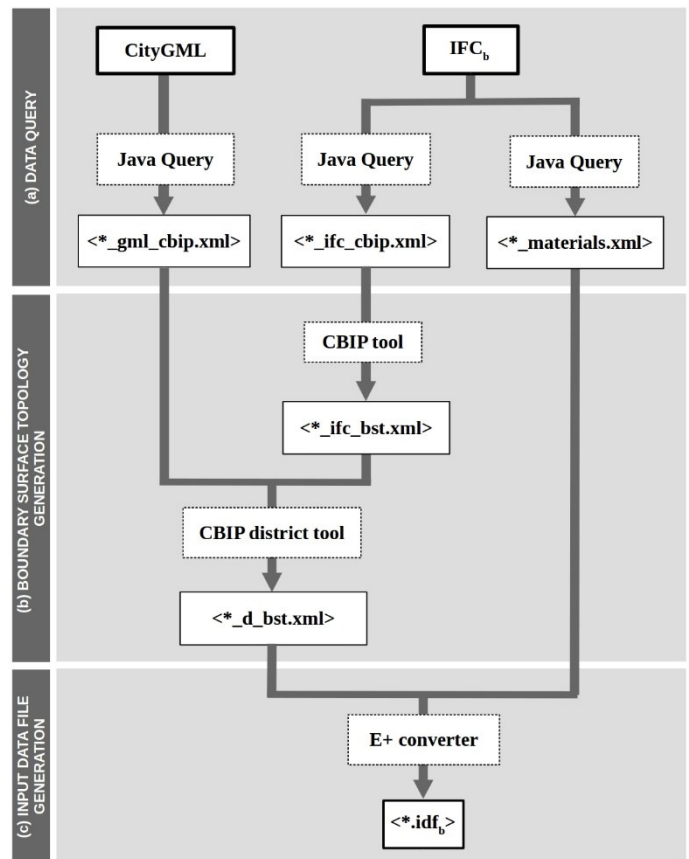 (a) DATA QUERY
CityGML
IFCb
Java Query
Java Query
Java Query
<*_gml_cbip.xml>
<*_ifc_cbip.xml>
<*_materials.xml>
(b) BOUNDARY SURFACE TOPOLOGY
GENERATION
CBIP tool
<*_ifc_bst.xml>
CBIP district tool
<*_d_bst.xml>
(c) INPUT DATA FILE
GENERATION
E+ converter
<*.idfb>